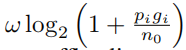 ω log₂ (1 + pᵢgᵢ / n₀)